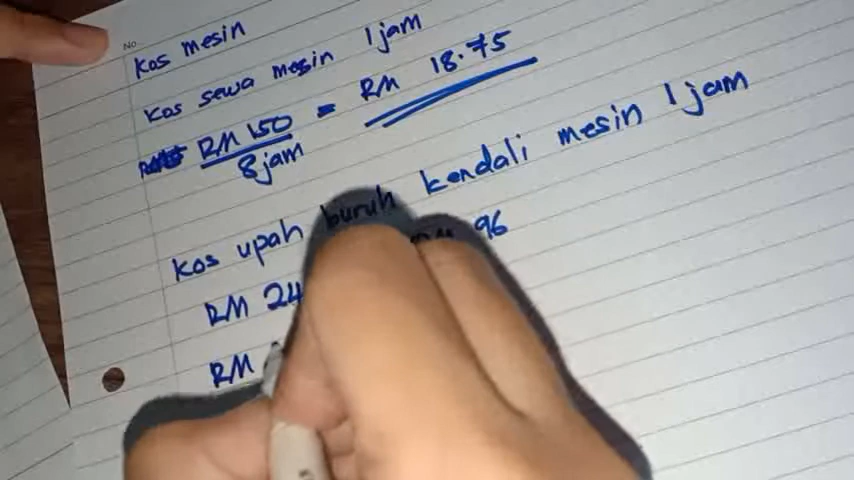 No.
Kos mesin
Kos sewa mesin 1 jam
RM 150 = RM 18.75
8 jam
Kos upah buruh kendali mesin 1 jam
RM 24 RM 96
RM